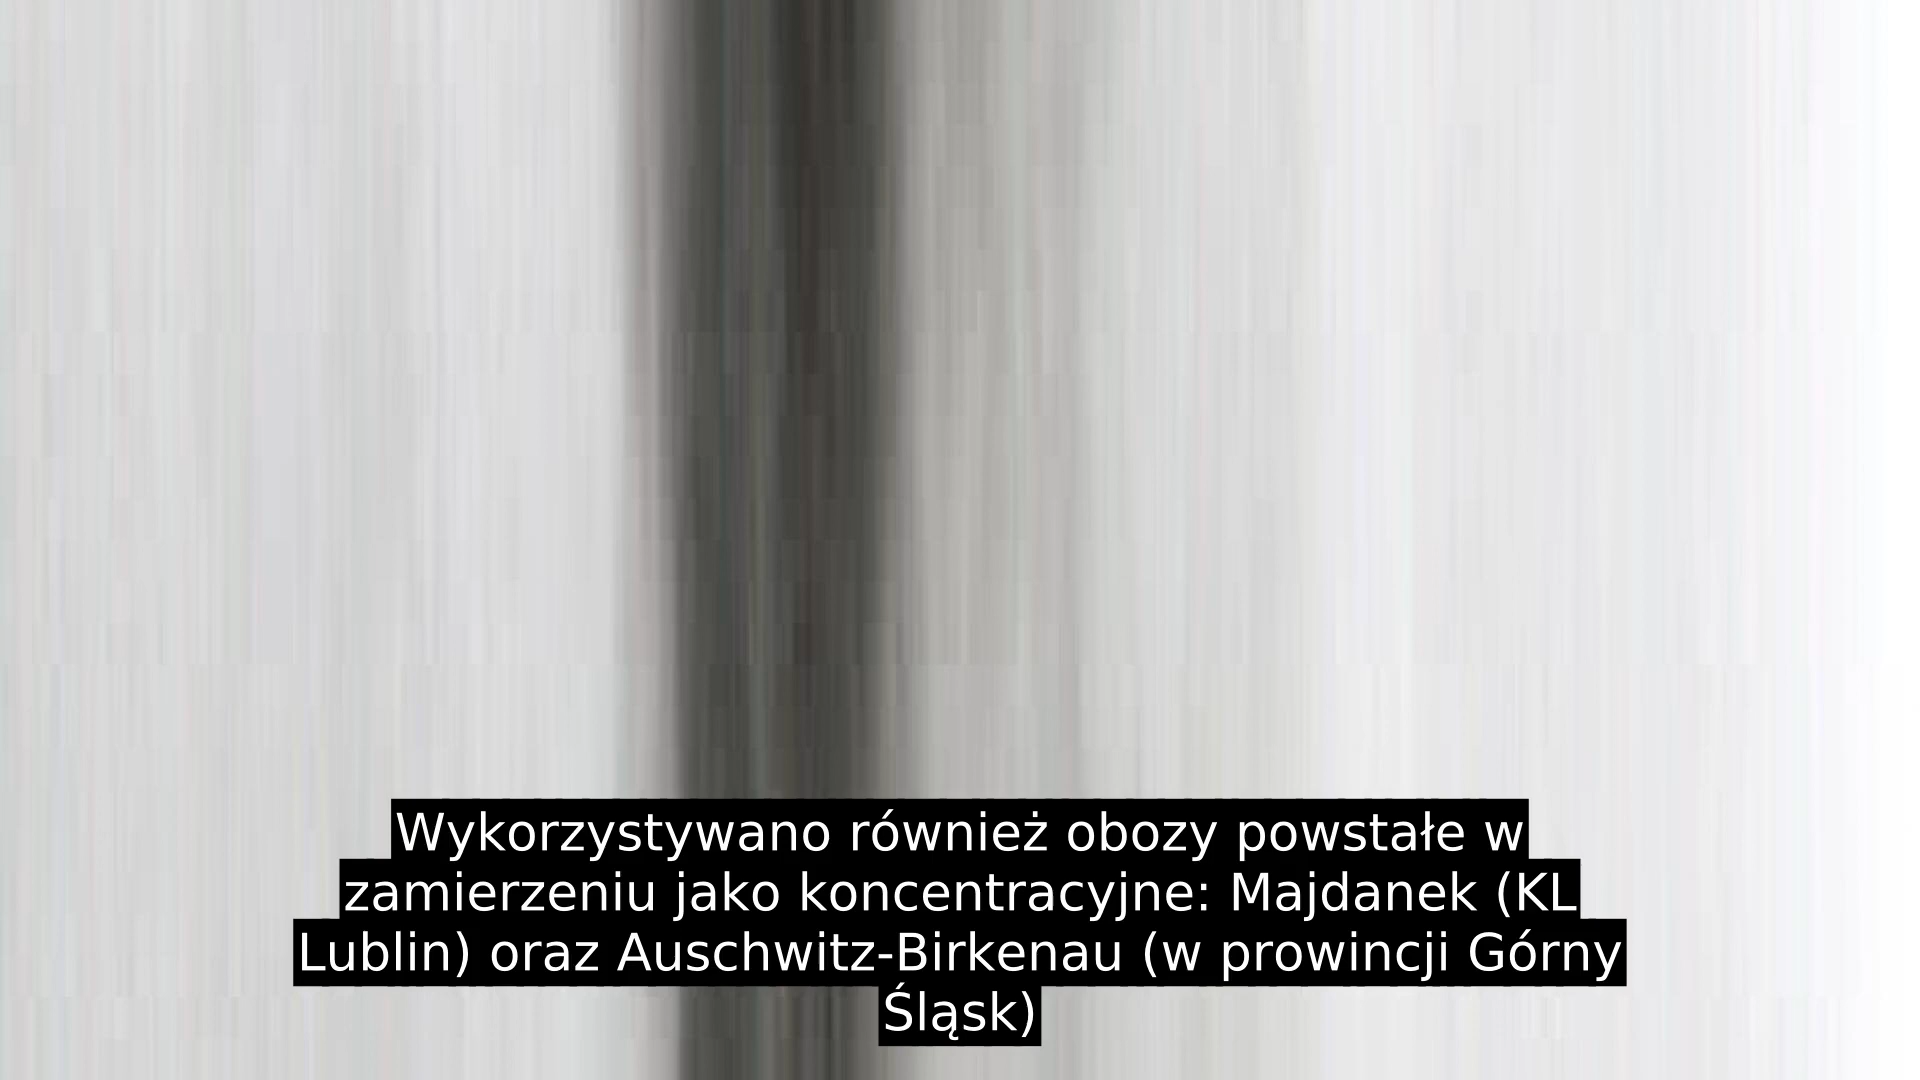 Wykorzystywano również obozy powstałe w
zamierzeniu jako koncentracyjne: Majdanek (KL
Lublin) oraz Auschwitz-Birkenau (w prowincji Górny
Śląsk)